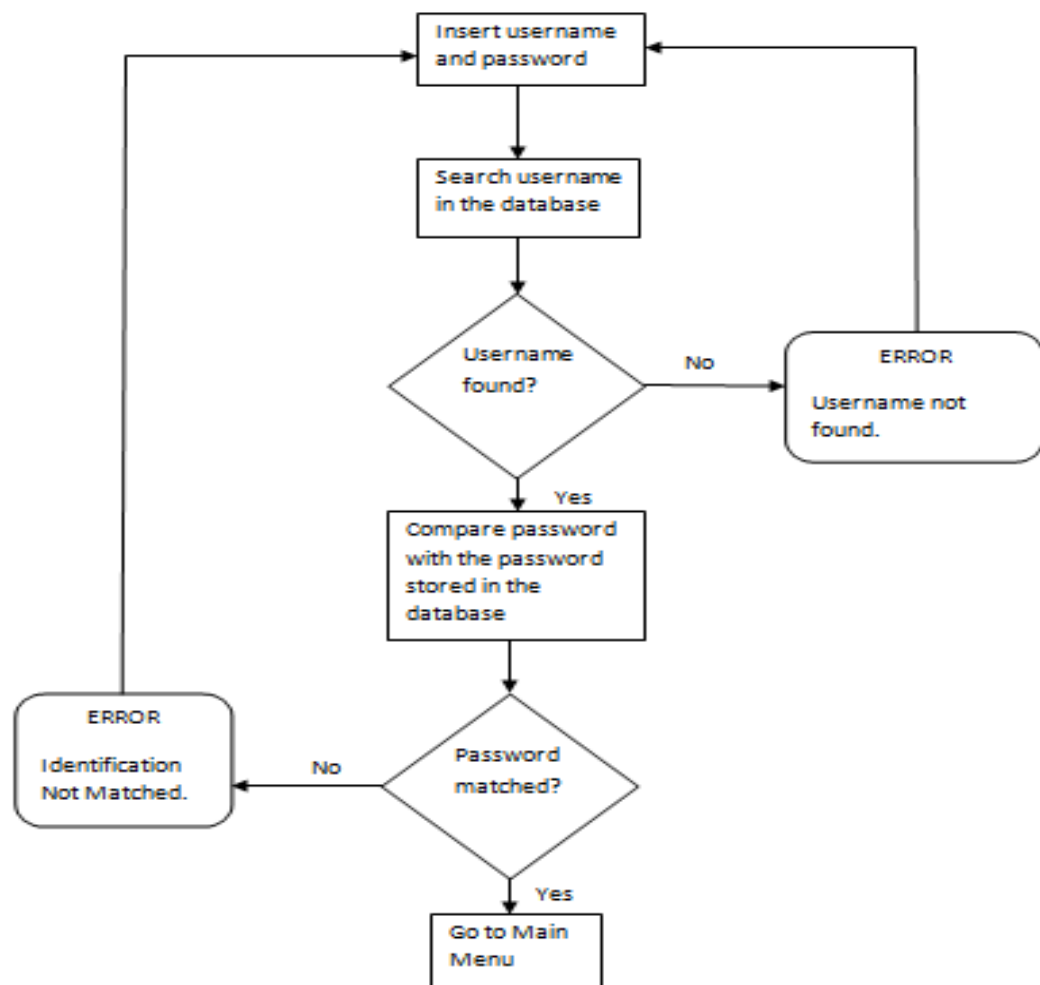 Insert username
and password
Search username
in the database
Username
found?
No
ERROR
Username not
found.
Yes
Compare password
with the password
stored in the
database
Password
matched?
No
ERROR
Identification
Not Matched.
Yes
Go to Main
Menu